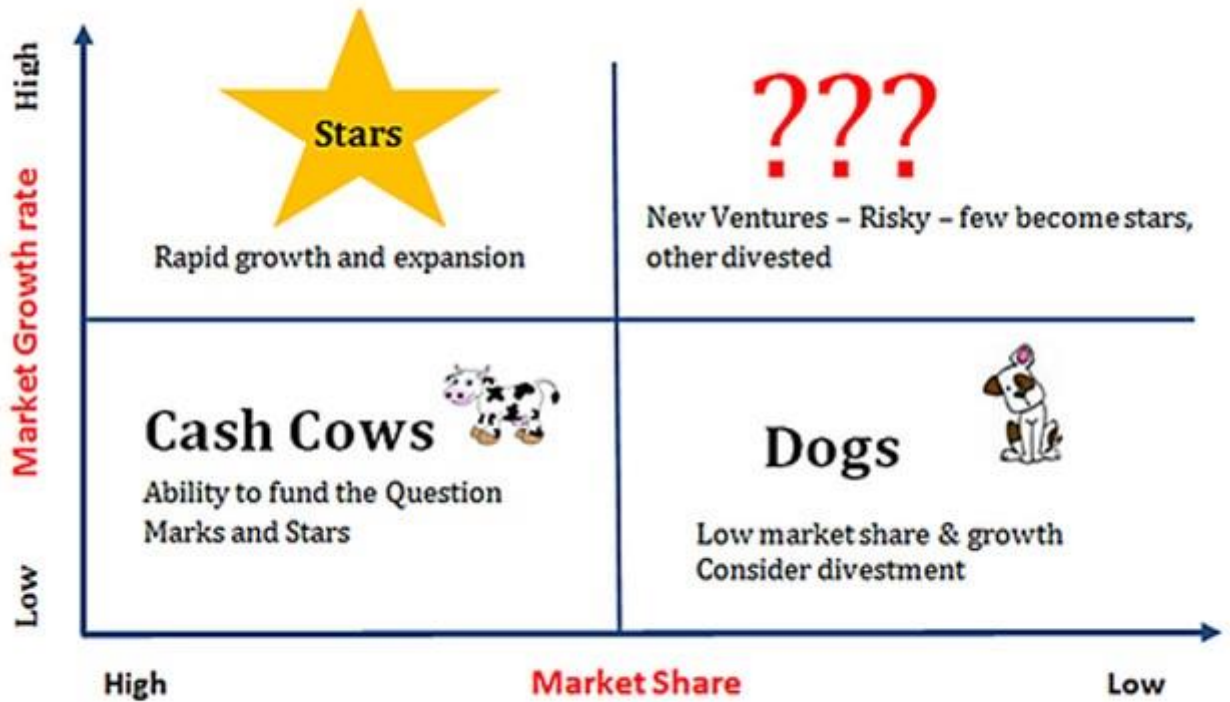 High
Market Growth rate
Low
Stars
Rapid growth and expansion
???
New Ventures – Risky – few become stars,
other divested
Cash Cows
Ability to fund the Question
Marks and Stars
Dogs
Low market share & growth
Consider divestment
High
Market Share
Low